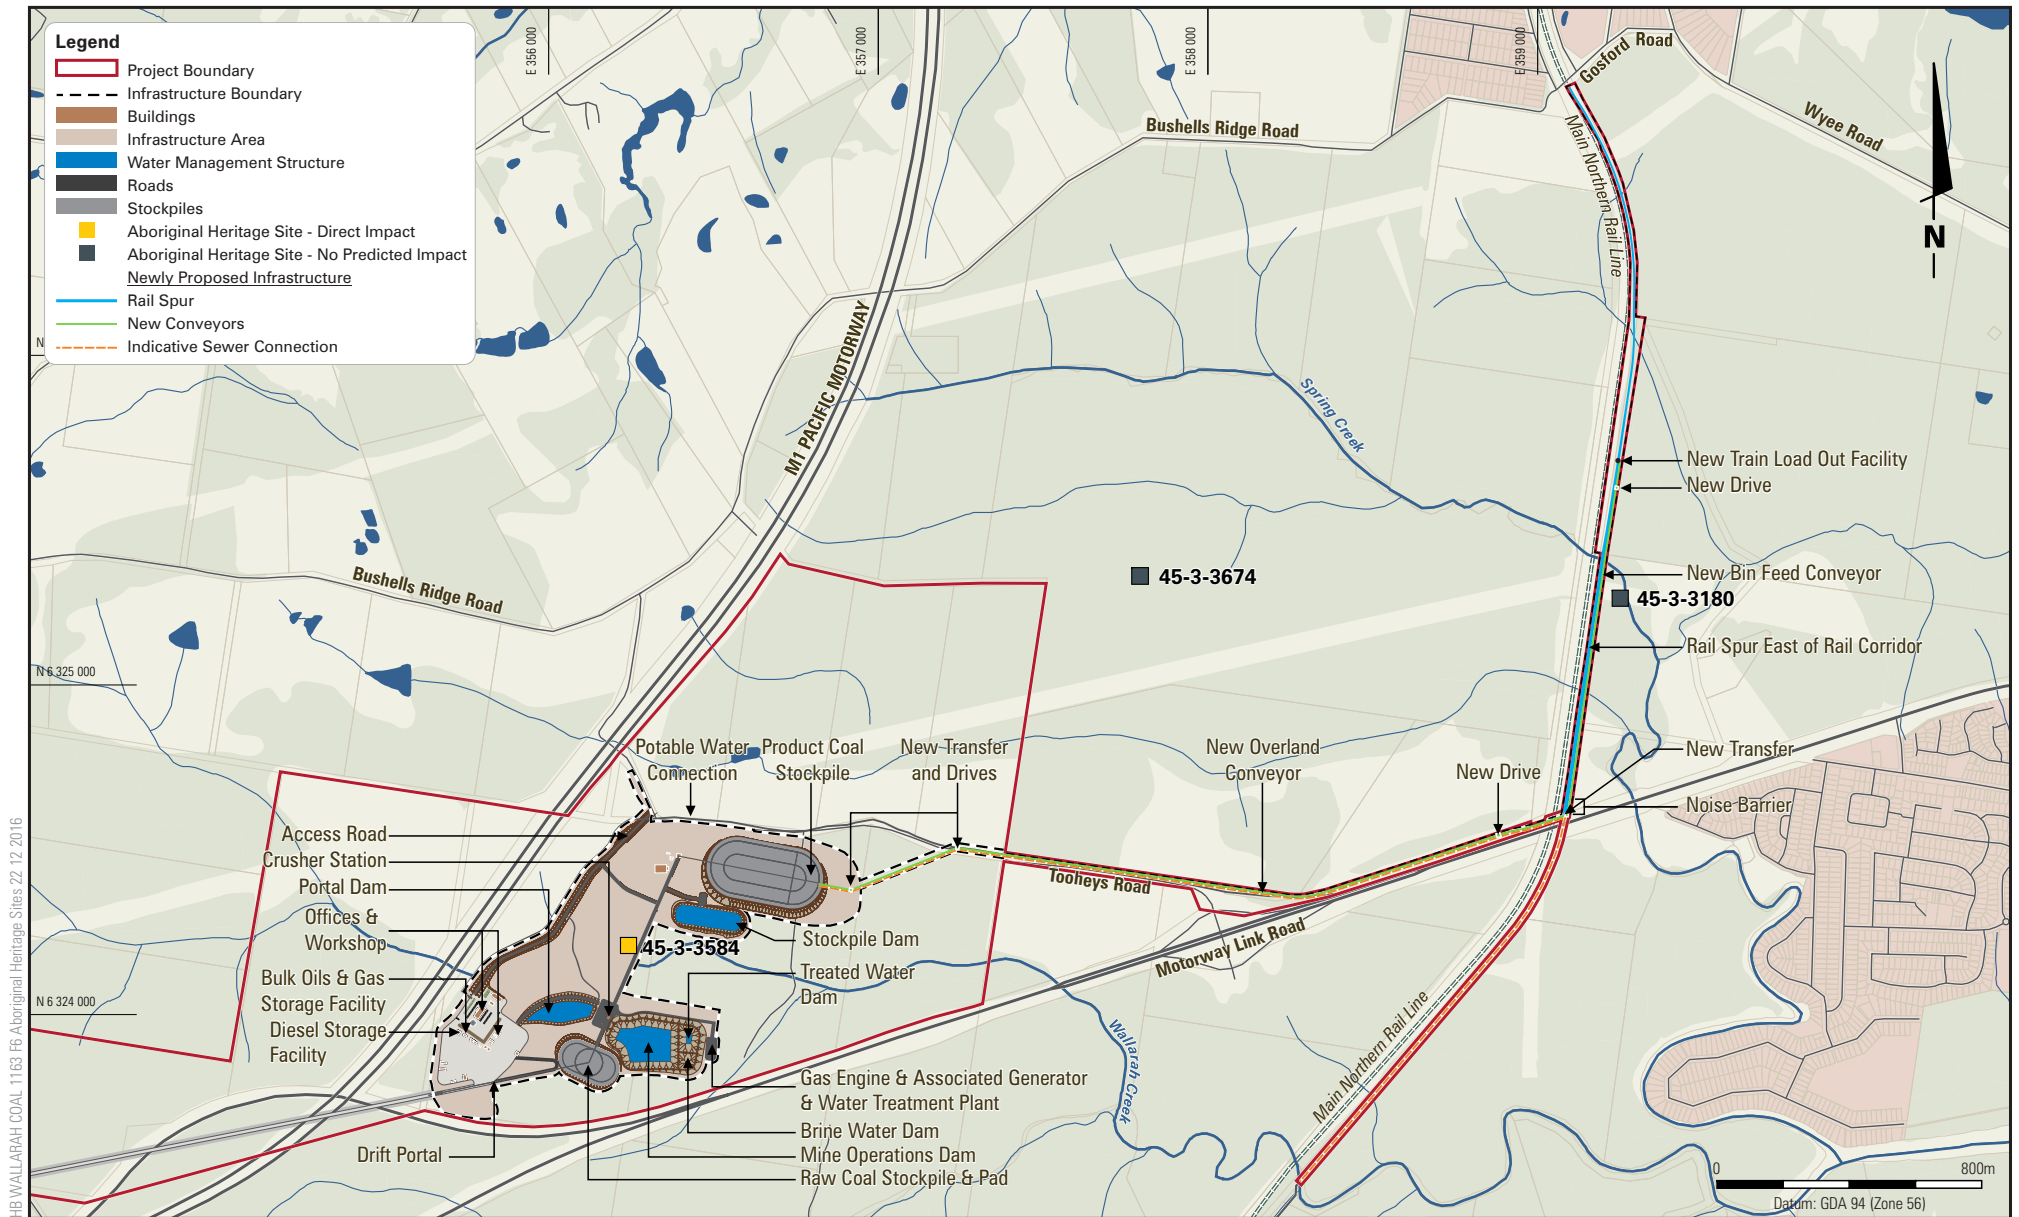 Legend
Project Boundary
Infrastructure Boundary
Buildings
Infrastructure Area
Water Management Structure
Roads
Stockpiles
Aboriginal Heritage Site - Direct Impact
Aboriginal Heritage Site - No Predicted Impact
Newly Proposed Infrastructure
Rail Spur
New Conveyors
Indicative Sewer Connection
E 356 000
E 357 000
E 358 000
E 359 000
N
N 6 325 000
N 6 324 000
Gosford Road
Wyee Road
Bushells Ridge Road
Main Northern Rail Line
N
M1 PACIFIC MOTORWAY
Spring Creek
New Train Load Out Facility
New Drive
New Bin Feed Conveyor
45-3-3674
45-3-3180
Rail Spur East of Rail Corridor
Bushells Ridge Road
Potable Water
Connection
Product Coal
Stockpile
New Transfer
and Drives
New Overland
Conveyor
New Drive
New Transfer
Noise Barrier
Access Road
Crusher Station
Portal Dam
Offices &
Workshop
Bulk Oils & Gas
Storage Facility
Diesel Storage
Facility
Drift Portal
Tooheys Road
Motorway Link Road
45-3-3584
Stockpile Dam
Treated Water
Dam
Gas Engine & Associated Generator
& Water Treatment Plant
Brine Water Dam
Mine Operations Dam
Raw Coal Stockpile & Pad
Wallarah Creek
Main Northern Rail Line
0
800m
Datum: GDA 94 (Zone 56)
HB WALLARAH COAL 1163 F6 Aboriginal Heritage Sites 22 12 2016